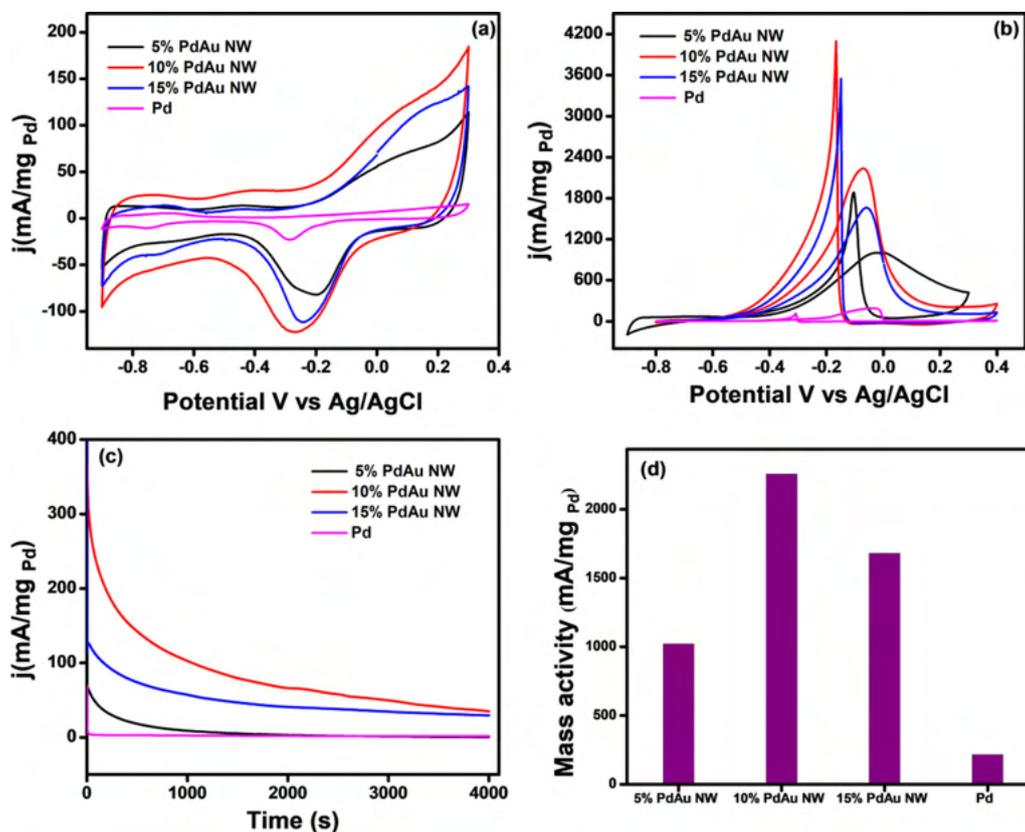 (a)
5% PdAu NW
10% PdAu NW
15% PdAu NW
Pd
j(mA/mg Pd)
200
150
100
50
0
-50
-100
-0.8 -0.6 -0.4 -0.2 0.0 0.2 0.4
Potential V vs Ag/AgCl
(b)
5% PdAu NW
10% PdAu NW
15% PdAu NW
Pd
j(mA/mg Pd)
4200
3600
3000
2400
1800
1200
600
0
-0.8 -0.6 -0.4 -0.2 0.0 0.2 0.4
Potential V vs Ag/AgCl
(c)
5% PdAu NW
10% PdAu NW
15% PdAu NW
Pd
j(mA/mg Pd)
400
300
200
100
0
0 1000 2000 3000 4000
Time (s)
(d)
Mass activity (mA/mg Pd)
2000
1500
1000
500
0
5% PdAu NW 10% PdAu NW 15% PdAu NW Pd